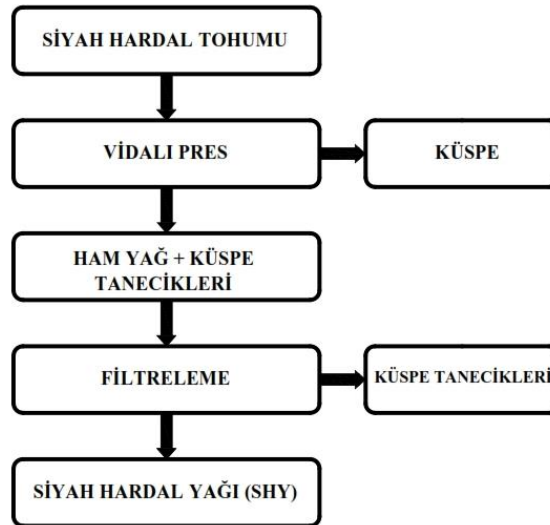 SİYAH HARDAL TOHUMU
VİDALI PRES
KÜSPE
HAM YAĞ + KÜSPE
TANECİKLERİ
FİLTRELEME
KÜSPE TANECİKLERİ
SİYAH HARDAL YAĞI (SHY)